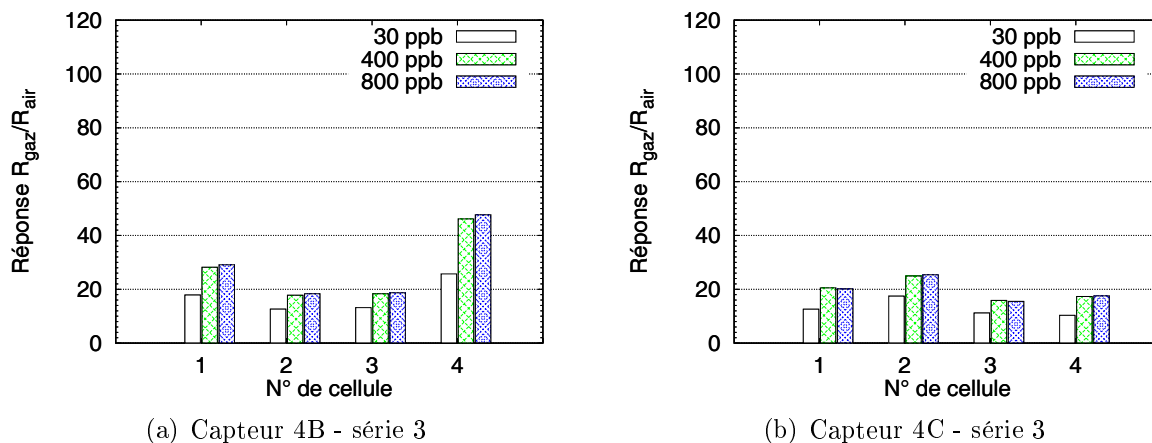 120
100
80
60
40
20
0
Réponse R_gaz/R_air
30 ppb
400 ppb
800 ppb
1 2 3 4
N° de cellule
(a) Capteur 4B - série 3
120
100
80
60
40
20
0
Réponse R_gaz/R_air
30 ppb
400 ppb
800 ppb
1 2 3 4
N° de cellule
(b) Capteur 4C - série 3